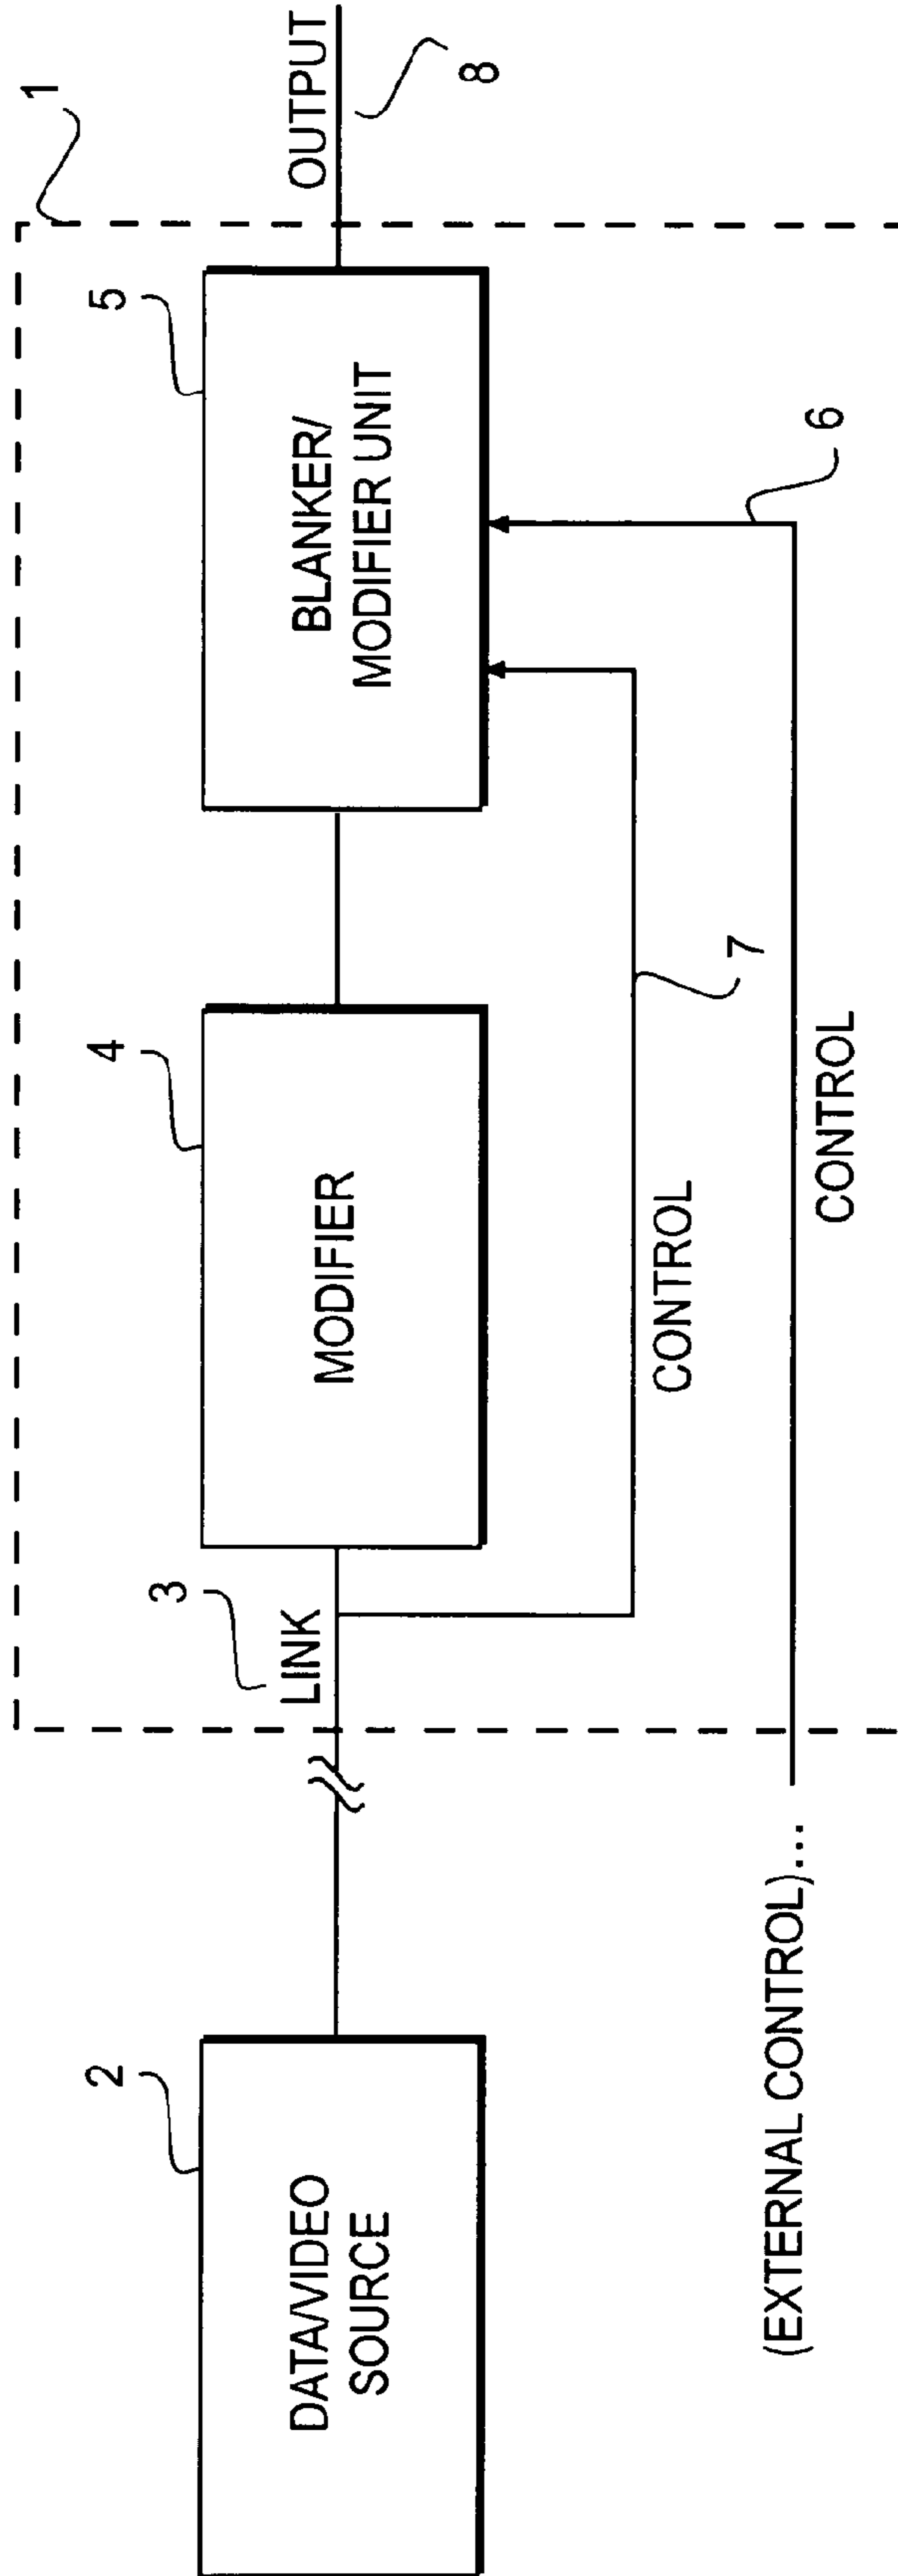 1
2
DATA/VIDEO
SOURCE
3
LINK
4
MODIFIER
5
BLANKER/
MODIFIER UNIT
OUTPUT
8
CONTROL
7
6
(EXTERNAL CONTROL)...
CONTROL